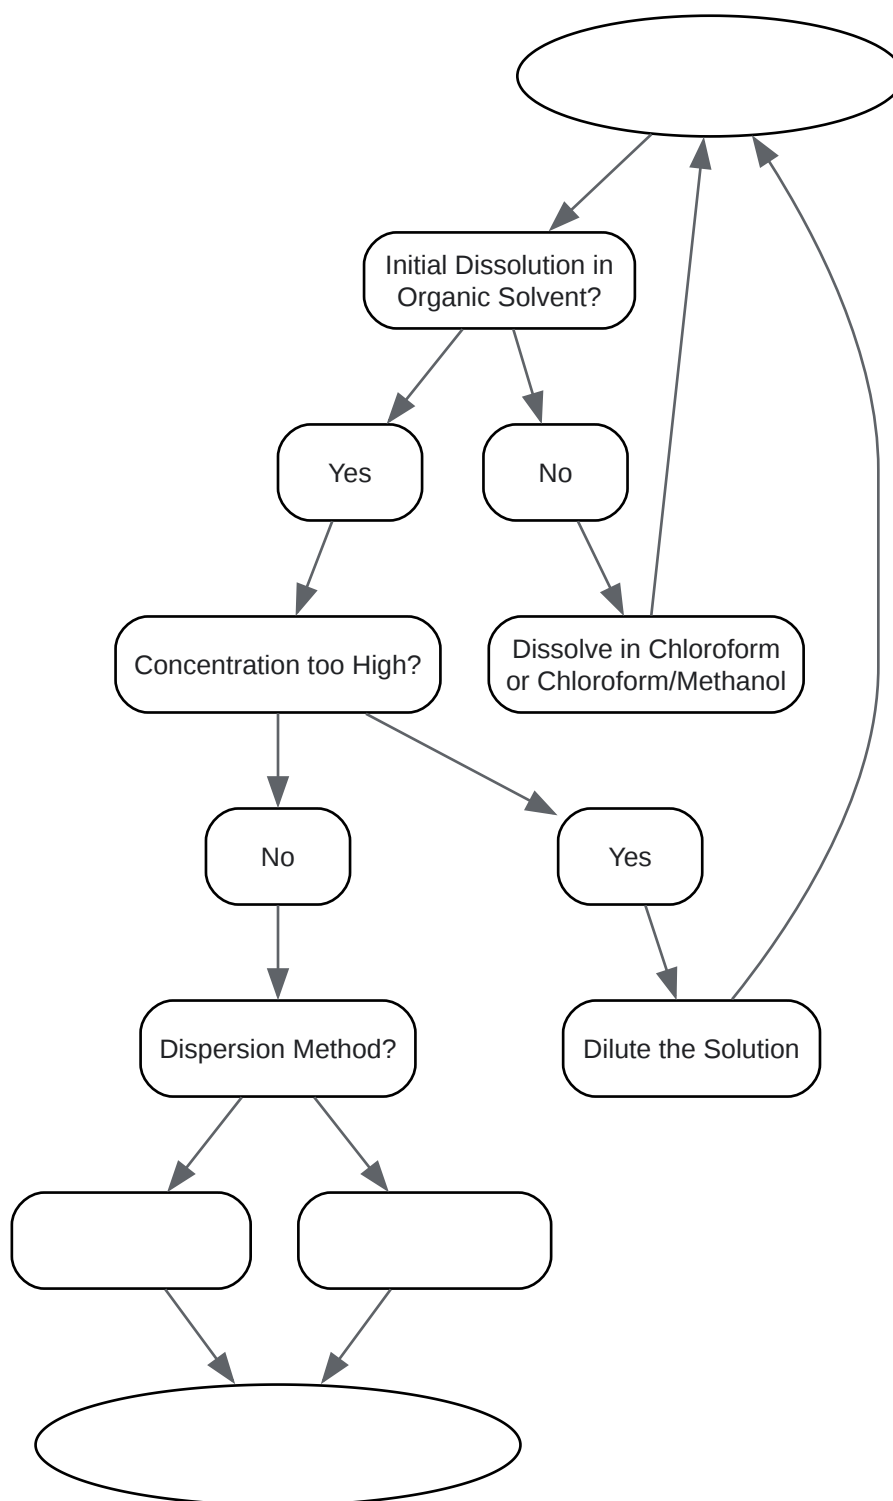 Initial Dissolution in
Organic Solvent?
Yes
No
Concentration too High?
Dissolve in Chloroform
or Chloroform/Methanol
No
Yes
Dispersion Method?
Dilute the Solution